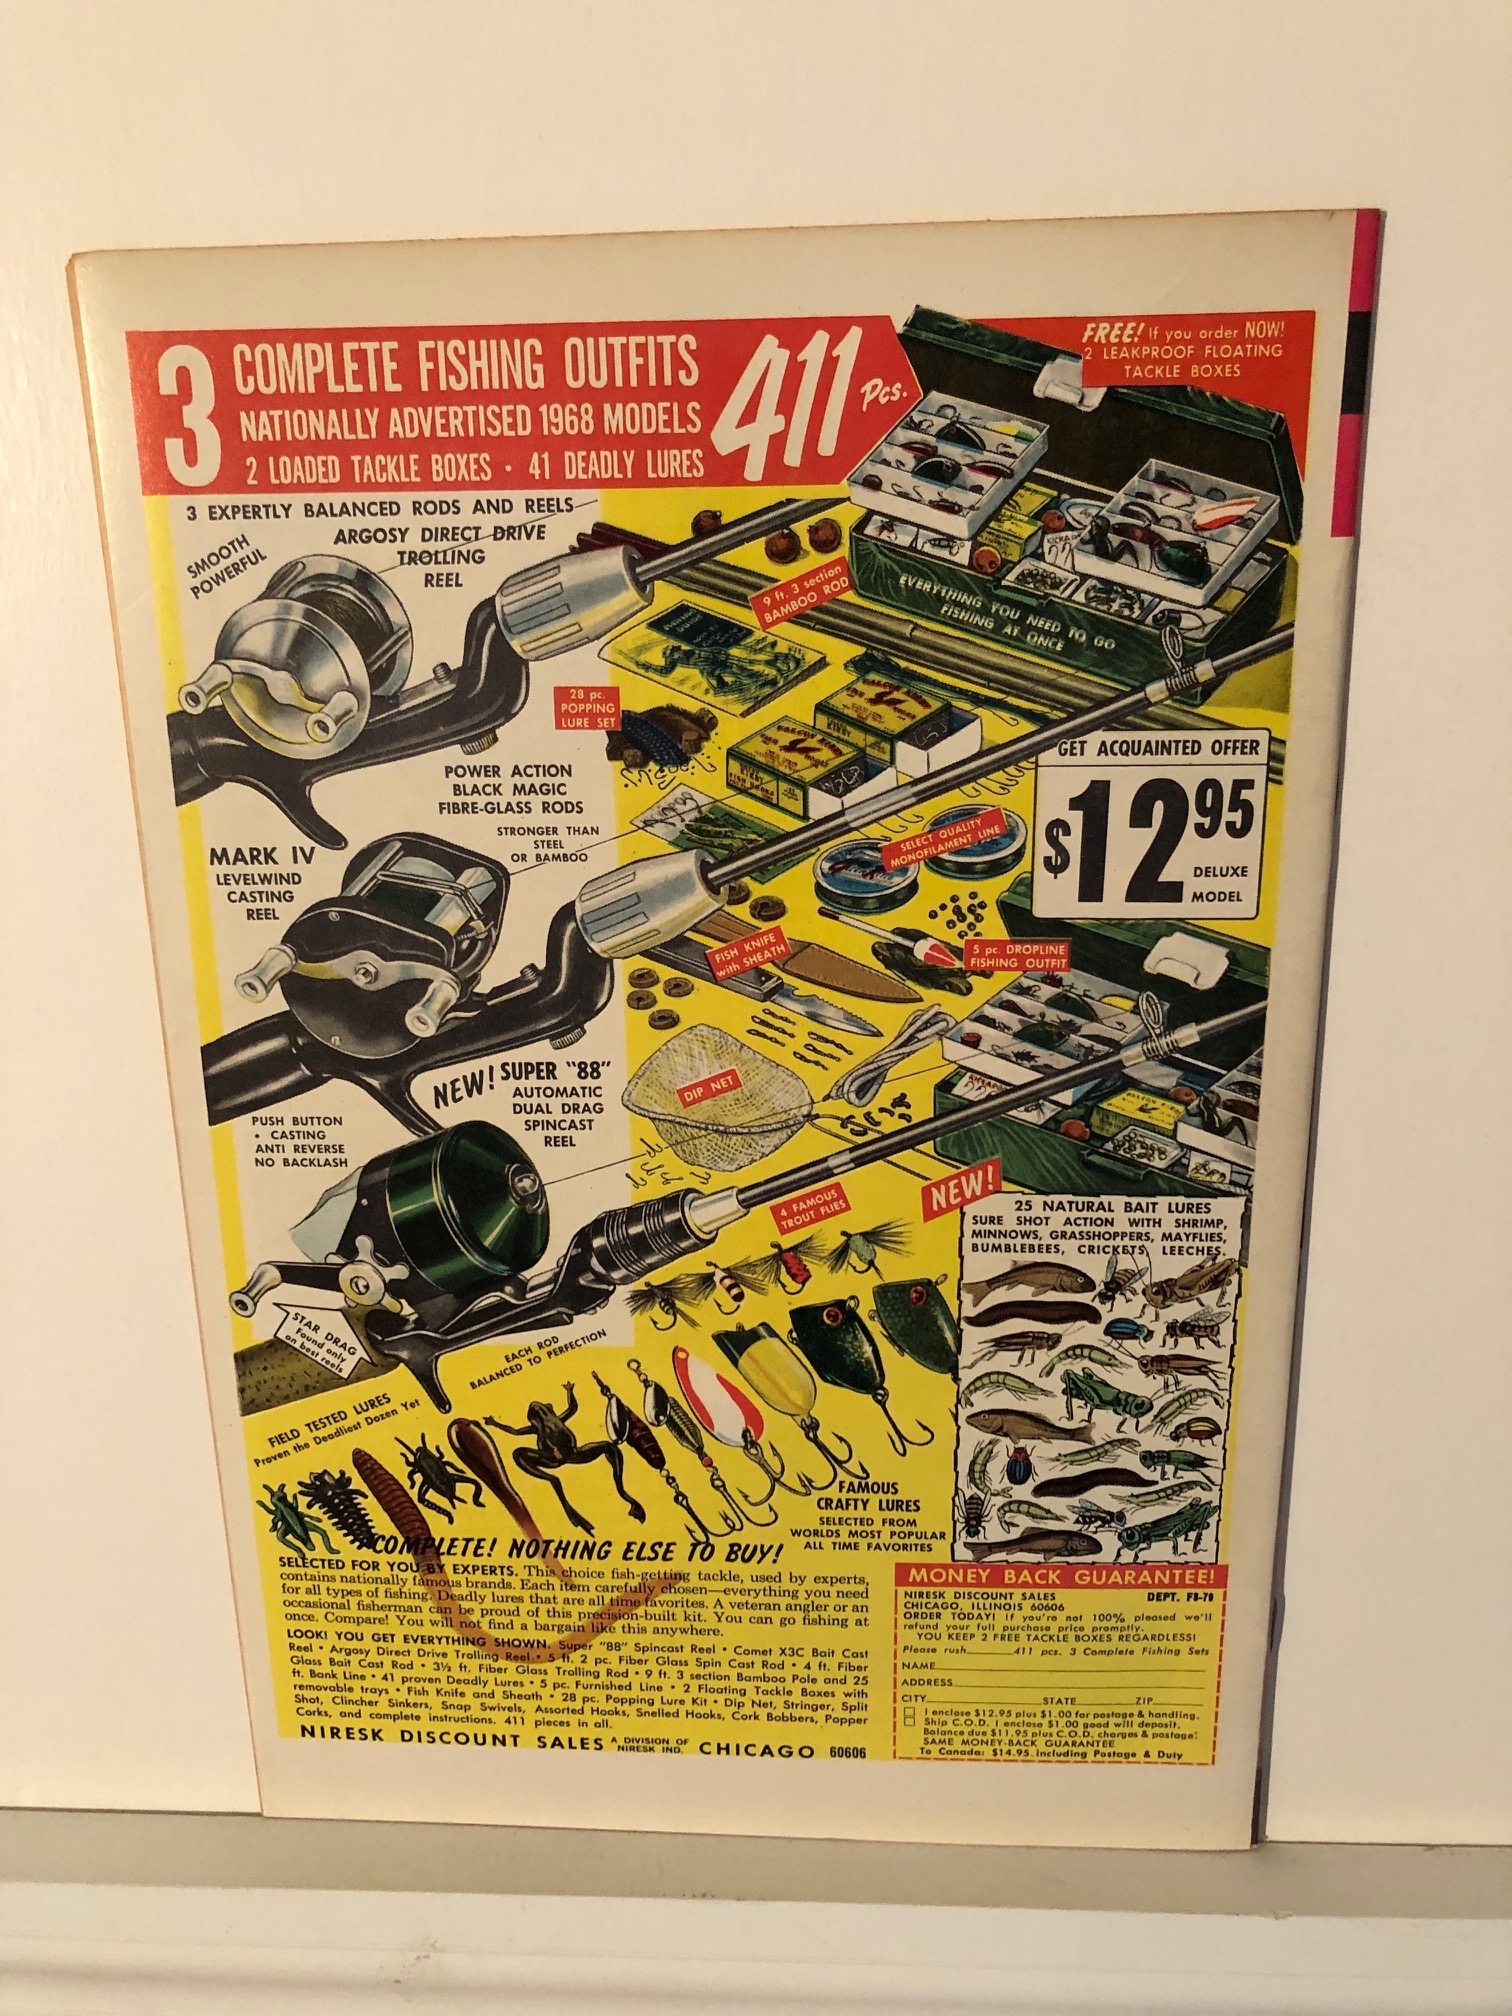 3
COMPLETE FISHING OUTFITS
NATIONALLY ADVERTISED 1968 MODELS
2 LOADED TACKLE BOXES • 41 DEADLY LURES
411 Pcs.
FREE! If you order NOW!
2 LEAKPROOF FLOATING
TACKLE BOXES
3 EXPERTLY BALANCED RODS AND REELS
SMOOTH
POWERFUL
ARGOSY DIRECT DRIVE
TROLLING
REEL
9 ft. 3 section
BAMBOO ROD
EVERYTHING YOU NEED TO GO
FISHING AT ONCE
28 pc.
POPPING
LURE SET
POWER ACTION
BLACK MAGIC
FIBRE-GLASS RODS
STRONGER THAN
STEEL
OR BAMBOO
GET ACQUAINTED OFFER
$12.95
DELUXE
MODEL
MARK IV
LEVELWIND
CASTING
REEL
SELECT QUALITY
MONOFILAMENT LINE
FISH KNIFE
with SHEATH
5 pc. DROPLINE
FISHING OUTFIT
DIP NET
NEW! SUPER "88"
AUTOMATIC
DUAL DRAG
SPINCAST
REEL
PUSH BUTTON
• CASTING
ANTI REVERSE
NO BACKLASH
4 FAMOUS
TROUT FLIES
NEW!
25 NATURAL BAIT LURES
SURE SHOT ACTION WITH SHRIMP,
MINNOWS, GRASSHOPPERS, MAYFLIES,
BUMBLEBEES, CRICKETS, LEECHES.
STAR DRAG
Found only
on best reels
EACH ROD
BALANCED TO PERFECTION
FIELD TESTED LURES
Proven the Deadliest Dozen Yet
FAMOUS
CRAFTY LURES
SELECTED FROM
WORLDS MOST POPULAR
ALL TIME FAVORITES
COMPLETE! NOTHING ELSE TO BUY!
SELECTED FOR YOU BY EXPERTS. This choice fish-getting tackle, used by experts,
contains nationally famous brands. Each item carefully chosen—everything you need
for all types of fishing. Deadly lures that are all time favorites. A veteran angler or an
occasional fisherman can be proud of this precision-built kit. You can go fishing at
once. Compare! You will not find a bargain like this anywhere.
LOOK! YOU GET EVERYTHING SHOWN. Super "88" Spincast Reel • Comet X3C Bait Cast
Reel • Argosy Direct Drive Trolling Reel • 5 ft. 2 pc. Fiber Glass Spin Cast Rod • 4 ft. Fiber
Glass Bait Cast Rod • 3½ ft. Fiber Glass Trolling Rod • 9 ft. 3 section Bamboo Pole and 25
ft. Bank Line • 41 proven Deadly Lures • 5 pc. Furnished Line • 2 Floating Tackle Boxes with
removable trays • Fish Knife and Sheath • 28 pc. Popping Lure Kit • Dip Net, Stringer, Split
Shot, Clincher Sinkers, Snap Swivels, Assorted Hooks, Snelled Hooks, Cork Bobbers, Popper
Corks, and complete instructions. 411 pieces in all.
NIRESK DISCOUNT SALES A DIVISION OF NIRESK IND. CHICAGO 60606
MONEY BACK GUARANTEE!
NIRESK DISCOUNT SALES DEPT. FS-79
CHICAGO, ILLINOIS 60606
ORDER TODAY! If you're not 100% pleased we'll
refund your full purchase price promptly.
YOU KEEP 2 FREE TACKLE BOXES REGARDLESS!
Please rush 411 pcs. 3 Complete Fishing Sets
NAME
ADDRESS
CITY STATE ZIP
I enclose $12.95 plus $1.00 for postage & handling.
Ship C.O.D. I enclose $1.00 good will deposit.
Balance due $11.95 plus C.O.D. charges & postage.
SAME MONEY-BACK GUARANTEE
To Canada: $14.95. Including Postage & Duty